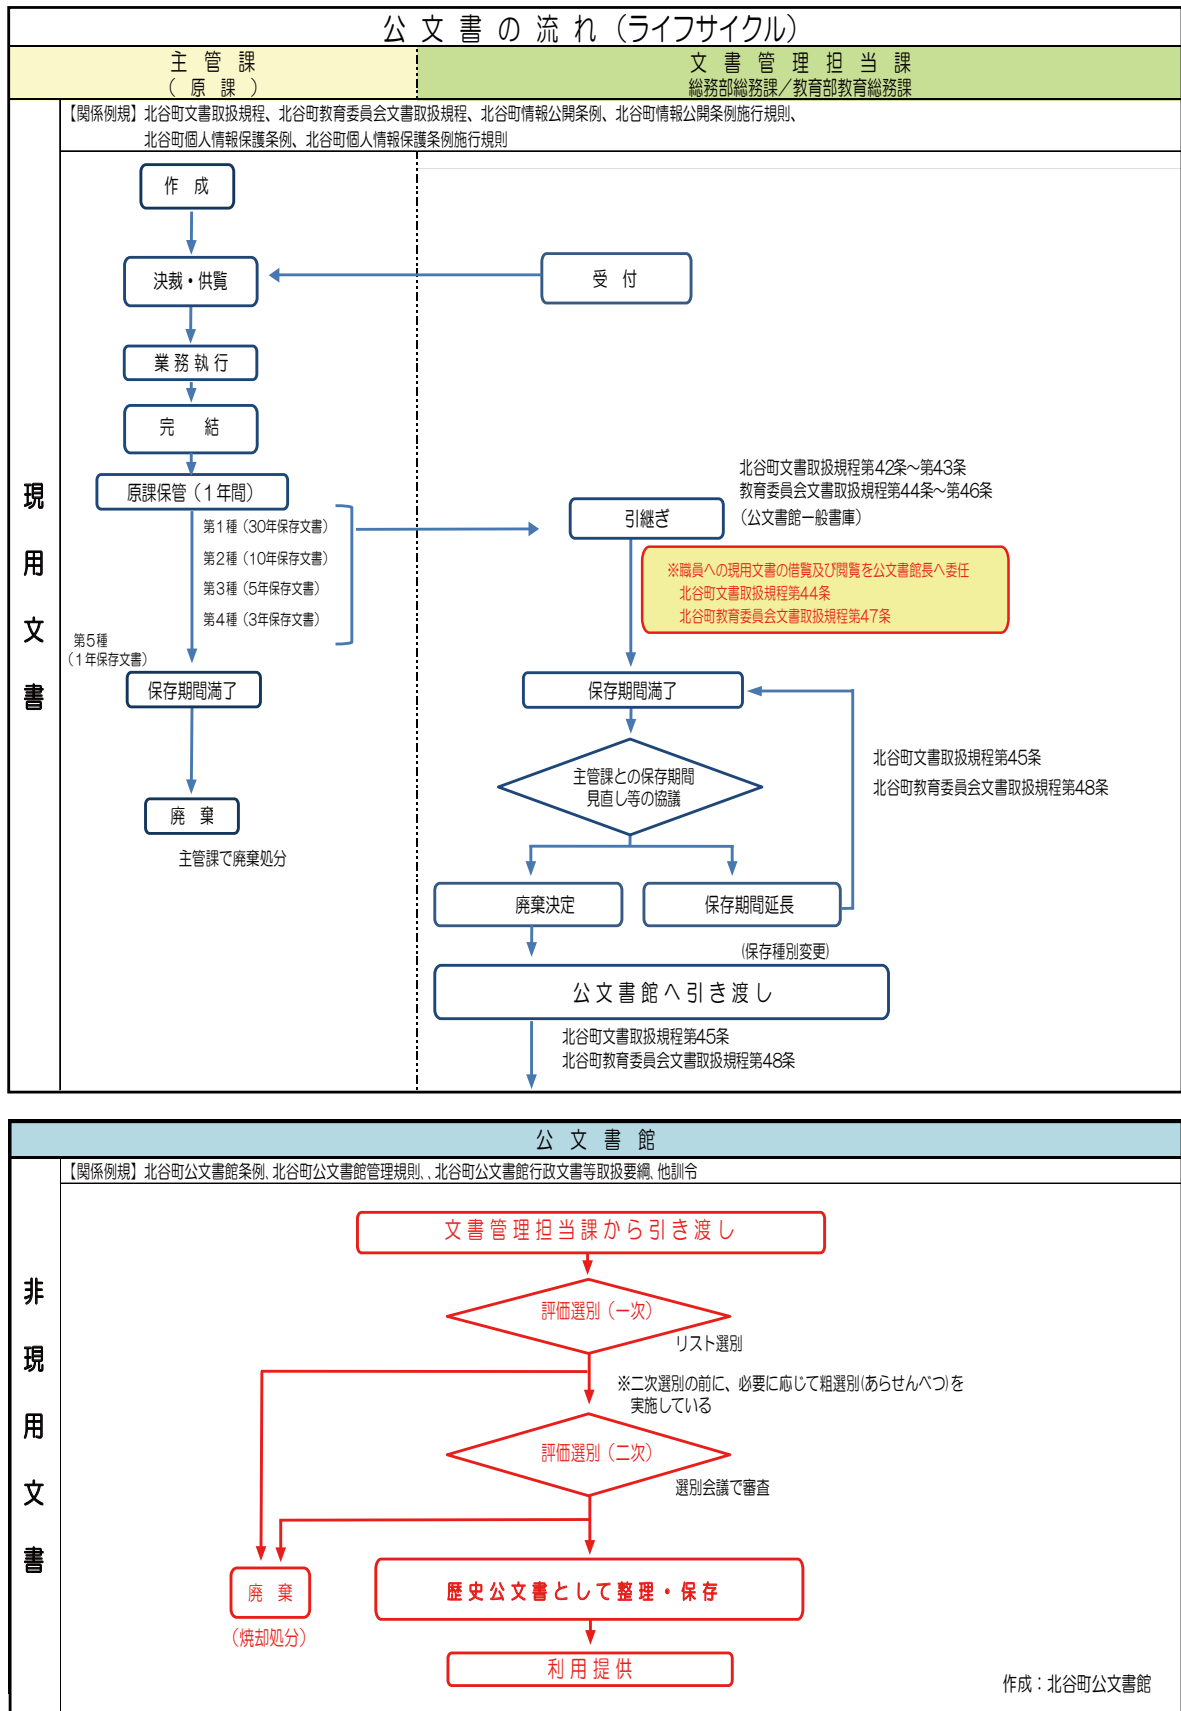 公文書の流れ（ライフサイクル）
主管課
（原課）
文書管理担当課
総務部総務課／教育部教育総務課
【関係例規】北谷町文書取扱規程、北谷町教育委員会文書取扱規程、北谷町情報公開条例、北谷町情報公開条例施行規則、
北谷町個人情報保護条例、北谷町個人情報保護条例施行規則
現用文書
作成
決裁・供覧
受付
業務執行
完結
原課保管（１年間）
第１種（30年保存文書）
第２種（10年保存文書）
第３種（5年保存文書）
第４種（3年保存文書）
第５種
（１年保存文書）
保存期間満了
廃棄
主管課で廃棄処分
北谷町文書取扱規程第42条～第43条
教育委員会文書取扱規程第44条～第46条
（公文書館一般書庫）
引継ぎ
※職員への現用文書の借覧及び閲覧を公文書館長へ委任
北谷町文書取扱規程第44条
北谷町教育委員会文書取扱規程第47条
保存期間満了
主管課との保存期間
見直し等の協議
北谷町文書取扱規程第45条
北谷町教育委員会文書取扱規程第48条
廃棄決定
保存期間延長
(保存種別変更)
公文書館へ引き渡し
北谷町文書取扱規程第45条
北谷町教育委員会文書取扱規程第48条
公文書館
【関係例規】北谷町公文書館条例、北谷町公文書館管理規則、、北谷町公文書館行政文書等取扱要綱、他訓令
非現用文書
文書管理担当課から引き渡し
評価選別（一次）
リスト選別
※二次選別の前に、必要に応じて粗選別(あらせんべつ)を
実施している
評価選別（二次）
選別会議で審査
廃棄
（焼却処分）
歴史公文書として整理・保存
利用提供
作成：北谷町公文書館